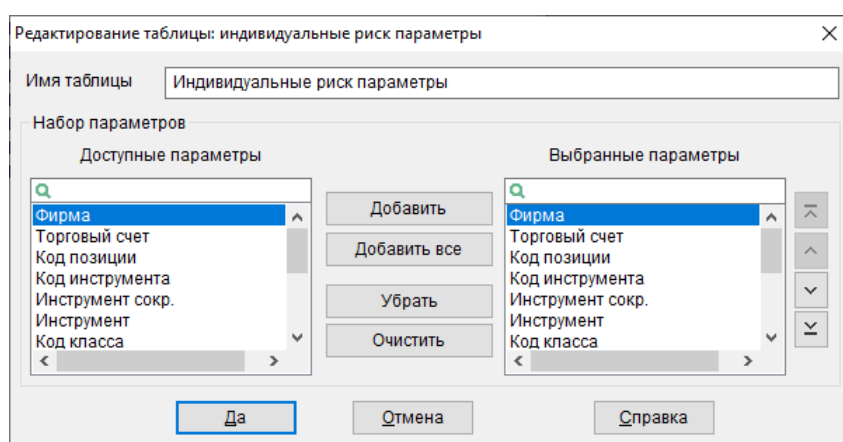 Редактирование таблицы: индивидуальные риск параметры
Имя таблицы
Индивидуальные риск параметры
Набор параметров
Доступные параметры
Фирма
Торговый счет
Код позиции
Код инструмента
Инструмент сокр.
Инструмент
Код класса
Добавить
Добавить все
Убрать
Очистить
Выбранные параметры
Фирма
Торговый счет
Код позиции
Код инструмента
Инструмент сокр.
Инструмент
Код класса
Да
Отмена
Справка